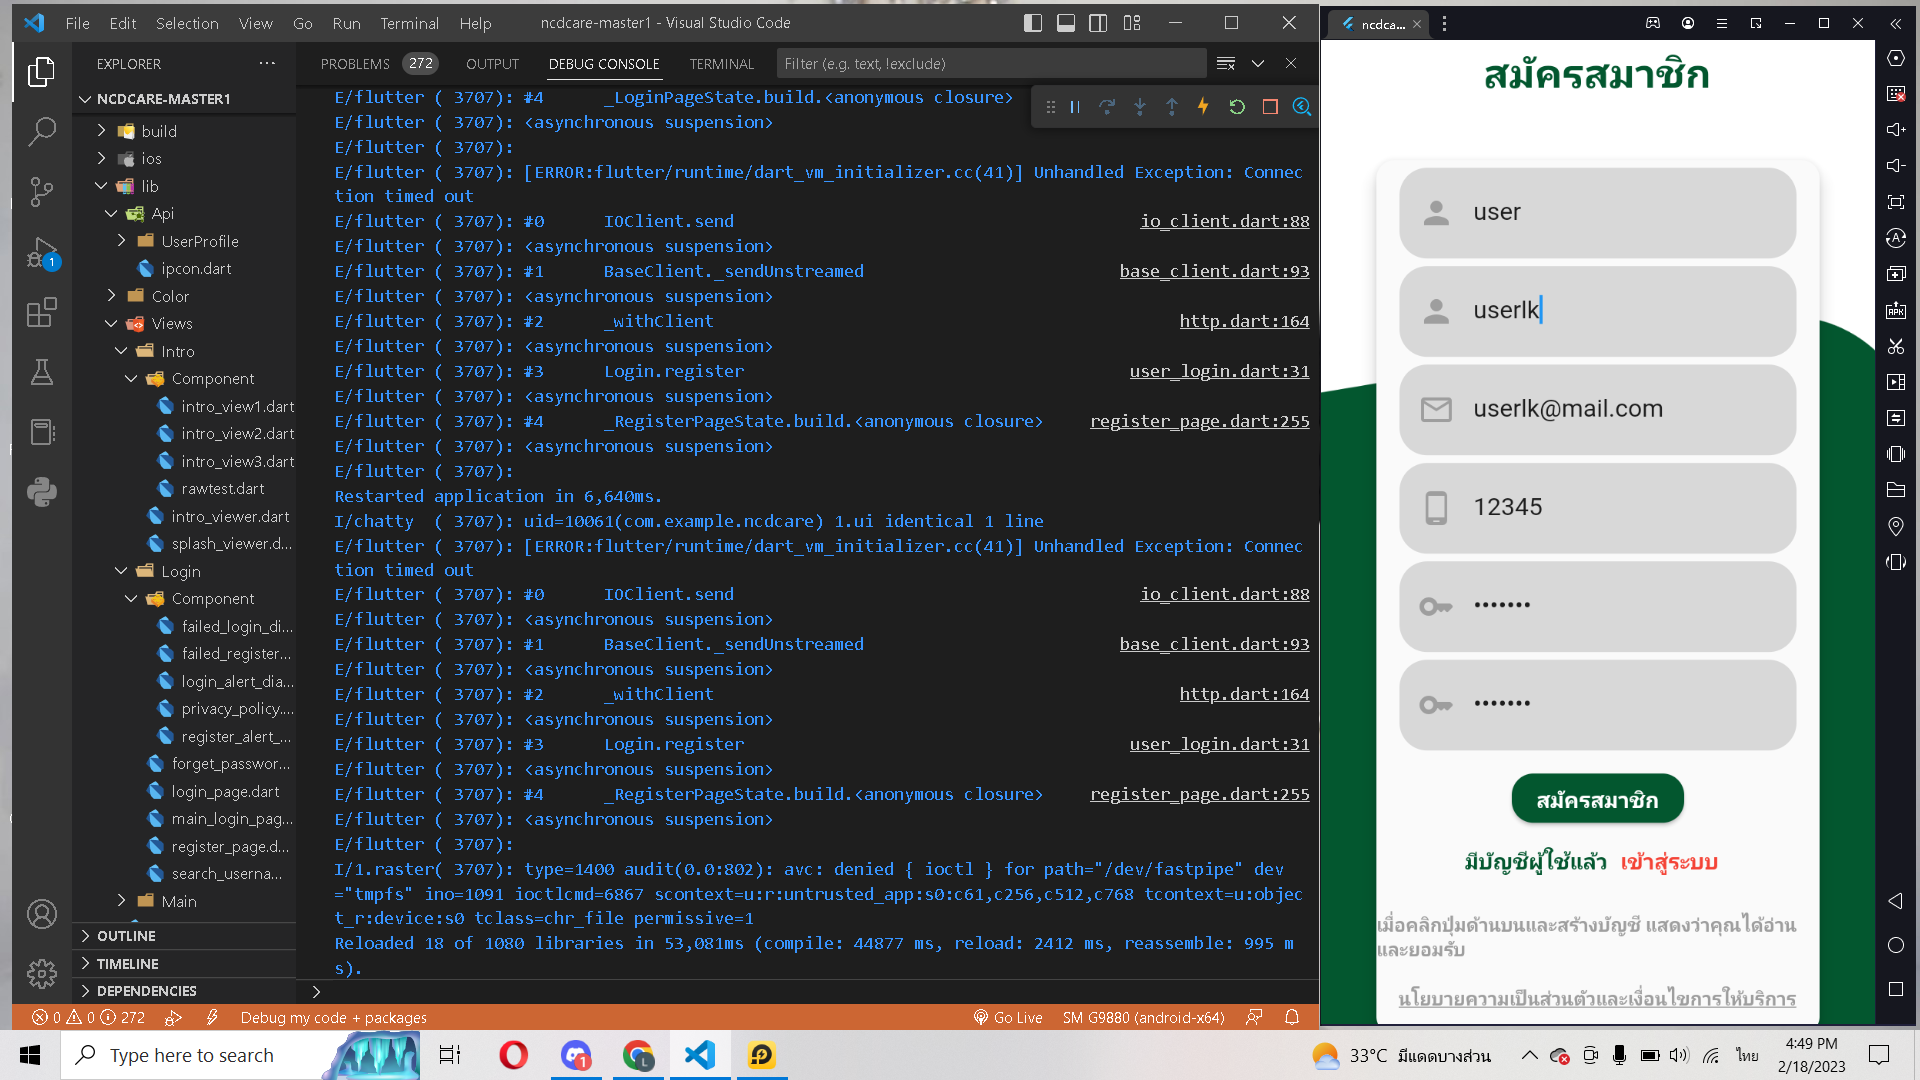 File Edit Selection View Go Run Terminal Help
ncdcare-master1 - Visual Studio Code
EXPLORER
NCDCARE-MASTER1
build
ios
lib
Api
UserProfile
ipcon.dart
Color
Views
Intro
Component
intro_view1.dart
intro_view2.dart
intro_view3.dart
rawtest.dart
intro_viewer.dart
splash_viewer.d...
Login
Component
failed_login_di...
failed_register...
login_alert_dia...
privacy_policy....
register_alert_...
forget_passwor...
login_page.dart
main_login_pag...
register_page.d...
search_userna...
Main
OUTLINE
TIMELINE
DEPENDENCIES
PROBLEMS 272 OUTPUT DEBUG CONSOLE TERMINAL Filter (e.g. text, !exclude)
E/flutter ( 3707): #4      _LoginPageState.build.<anonymous closure>
E/flutter ( 3707): <asynchronous suspension>
E/flutter ( 3707):
E/flutter ( 3707): [ERROR:flutter/runtime/dart_vm_initializer.cc(41)] Unhandled Exception: Connec
tion timed out
E/flutter ( 3707): #0      IOClient.send io_client.dart:88
E/flutter ( 3707): <asynchronous suspension>
E/flutter ( 3707): #1      BaseClient._sendUnstreamed base_client.dart:93
E/flutter ( 3707): <asynchronous suspension>
E/flutter ( 3707): #2      _withClient http.dart:164
E/flutter ( 3707): <asynchronous suspension>
E/flutter ( 3707): #3      Login.register user_login.dart:31
E/flutter ( 3707): <asynchronous suspension>
E/flutter ( 3707): #4      _RegisterPageState.build.<anonymous closure> register_page.dart:255
E/flutter ( 3707): <asynchronous suspension>
E/flutter ( 3707):
Restarted application in 6,640ms.
I/chatty  ( 3707): uid=10061(com.example.ncdcare) 1.ui identical 1 line
E/flutter ( 3707): [ERROR:flutter/runtime/dart_vm_initializer.cc(41)] Unhandled Exception: Connec
tion timed out
E/flutter ( 3707): #0      IOClient.send io_client.dart:88
E/flutter ( 3707): <asynchronous suspension>
E/flutter ( 3707): #1      BaseClient._sendUnstreamed base_client.dart:93
E/flutter ( 3707): <asynchronous suspension>
E/flutter ( 3707): #2      _withClient http.dart:164
E/flutter ( 3707): <asynchronous suspension>
E/flutter ( 3707): #3      Login.register user_login.dart:31
E/flutter ( 3707): <asynchronous suspension>
E/flutter ( 3707): #4      _RegisterPageState.build.<anonymous closure> register_page.dart:255
E/flutter ( 3707): <asynchronous suspension>
E/flutter ( 3707):
I/1.raster( 3707): type=1400 audit(0.0:802): avc: denied { ioctl } for path="/dev/fastpipe" dev
="tmpfs" ino=1091 ioctlcmd=6867 scontext=u:r:untrusted_app:s0:c61,c256,c512,c768 tcontext=u:objec
t_r:device:s0 tclass=chr_file permissive=1
Reloaded 18 of 1080 libraries in 53,081ms (compile: 44877 ms, reload: 2412 ms, reassemble: 995 m
s).
1
0 0 272 Debug my code + packages Go Live SM G9880 (android-x64)
ncdca...
สมัครสมาชิก
user
userlk
userlk@mail.com
12345
•••••••
•••••••
สมัครสมาชิก
มีบัญชีผู้ใช้แล้ว เข้าสู่ระบบ
เมื่อคลิกปุ่มด้านบนและสร้างบัญชี แสดงว่าคุณได้อ่าน
และยอมรับ
นโยบายความเป็นส่วนตัวและเงื่อนไขการให้บริการ
APK
Type here to search
1
L
33°C มีแดดบางส่วน
ไทย
4:49 PM
2/18/2023